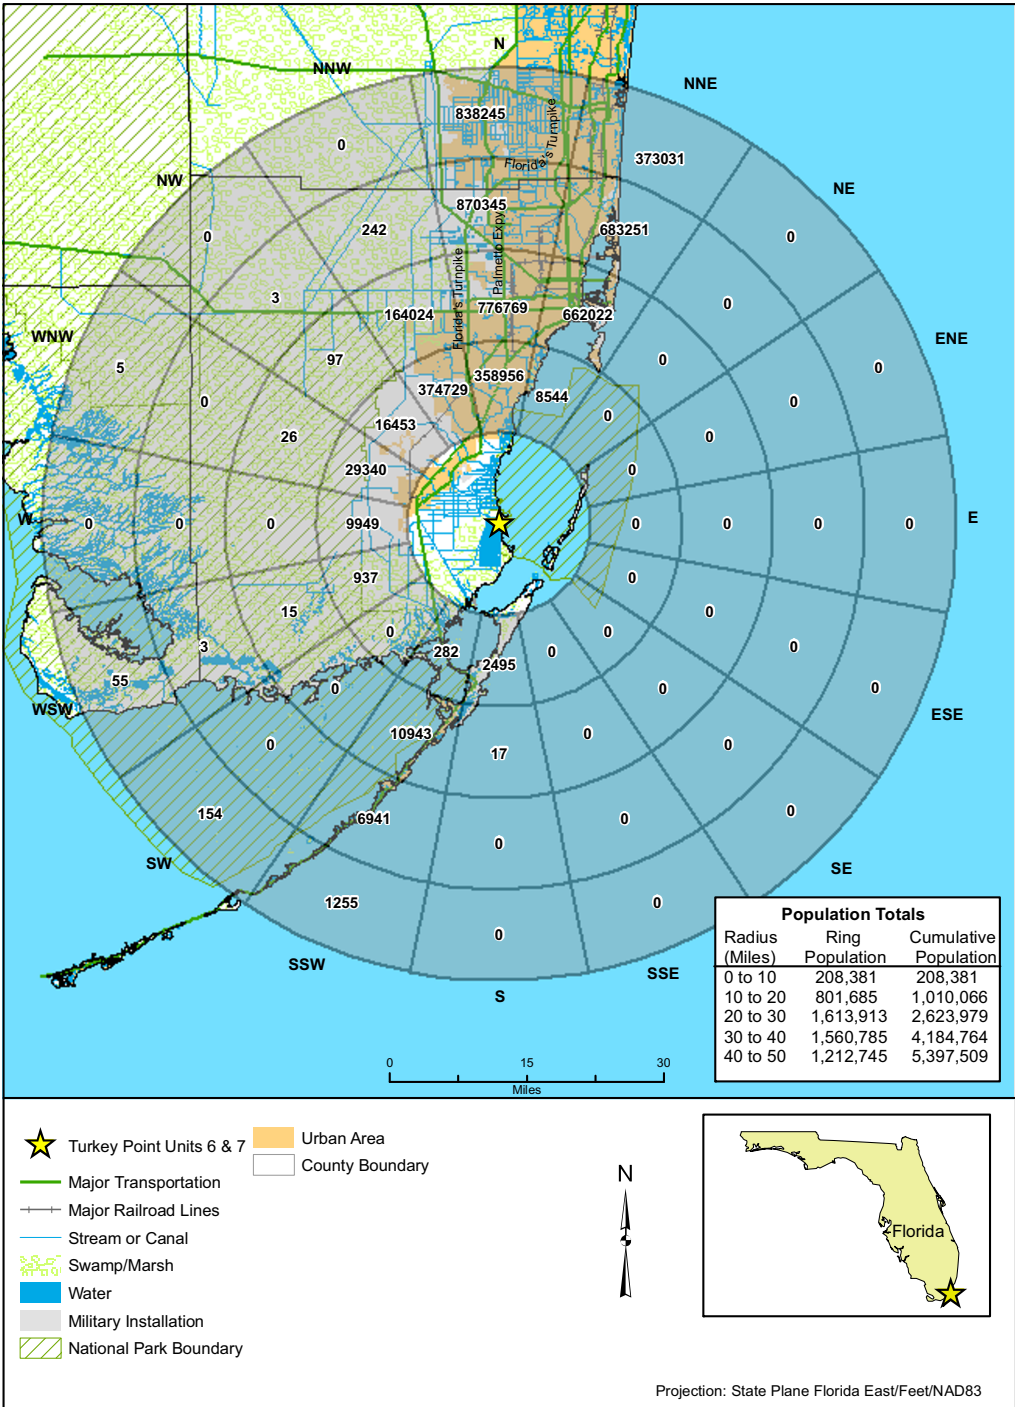 N
NNW
NNE
838245
0
Florida's Turnpike
373031
NW
NE
870345
Palmetto Expy
242
683251
0
0
Florida's Turnpike
3
0
164024
776769
662022
WNW
ENE
97
0
5
0
358956
374729
8544
0
0
0
16453
26
0
29340
0
W
0
0
0
9949
0
0
0
0
E
937
0
15
0
0
0
3
282
2495
0
0
55
0
0
0
WSW
ESE
10943
0
0
17
0
154
6941
0
0
0
SW
SE
1255
0
0
SSW
SSE
S
Population Totals
Radius Ring Cumulative
(Miles) Population Population
0 to 10 208,381 208,381
10 to 20 801,685 1,010,066
20 to 30 1,613,913 2,623,979
30 to 40 1,560,785 4,184,764
40 to 50 1,212,745 5,397,509
0 15 30
Miles
Turkey Point Units 6 & 7
Major Transportation
Major Railroad Lines
Stream or Canal
Swamp/Marsh
Water
Military Installation
National Park Boundary
Urban Area
County Boundary
N
Florida
Projection: State Plane Florida East/Feet/NAD83